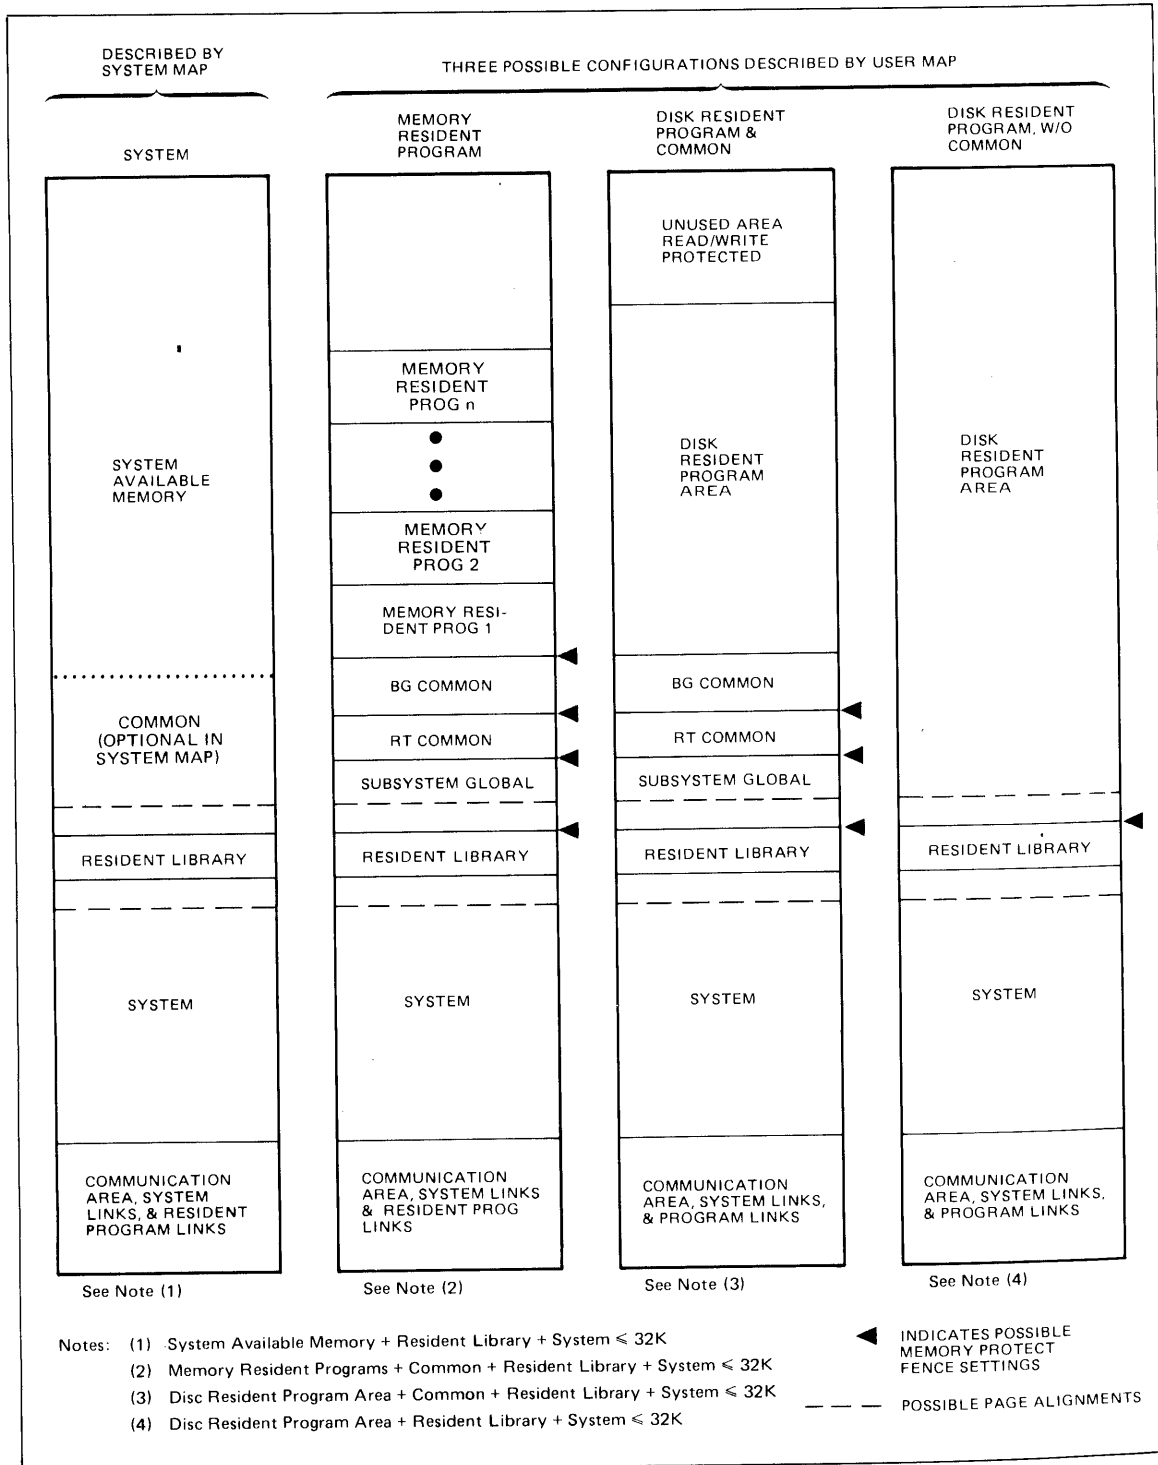 DESCRIBED BY
SYSTEM MAP
THREE POSSIBLE CONFIGURATIONS DESCRIBED BY USER MAP
SYSTEM
MEMORY
RESIDENT
PROGRAM
DISK RESIDENT
PROGRAM &
COMMON
DISK RESIDENT
PROGRAM, W/O
COMMON
SYSTEM
AVAILABLE
MEMORY
COMMON
(OPTIONAL IN
SYSTEM MAP)
RESIDENT LIBRARY
SYSTEM
COMMUNICATION
AREA, SYSTEM
LINKS, & RESIDENT
PROGRAM LINKS
See Note (1)
MEMORY
RESIDENT
PROG n
MEMORY
RESIDENT
PROG 2
MEMORY RESI-
DENT PROG 1
BG COMMON
RT COMMON
SUBSYSTEM GLOBAL
RESIDENT LIBRARY
SYSTEM
COMMUNICATION
AREA, SYSTEM LINKS
& RESIDENT PROG
LINKS
See Note (2)
UNUSED AREA
READ/WRITE
PROTECTED
DISK
RESIDENT
PROGRAM
AREA
BG COMMON
RT COMMON
SUBSYSTEM GLOBAL
RESIDENT LIBRARY
SYSTEM
COMMUNICATION
AREA, SYSTEM LINKS,
& PROGRAM LINKS
See Note (3)
DISK
RESIDENT
PROGRAM
AREA
RESIDENT LIBRARY
SYSTEM
COMMUNICATION
AREA, SYSTEM LINKS,
& PROGRAM LINKS
See Note (4)
Notes: (1) System Available Memory + Resident Library + System ⩽ 32K
(2) Memory Resident Programs + Common + Resident Library + System ⩽ 32K
(3) Disc Resident Program Area + Common + Resident Library + System ⩽ 32K
(4) Disc Resident Program Area + Resident Library + System ⩽ 32K
INDICATES POSSIBLE
MEMORY PROTECT
FENCE SETTINGS
POSSIBLE PAGE ALIGNMENTS